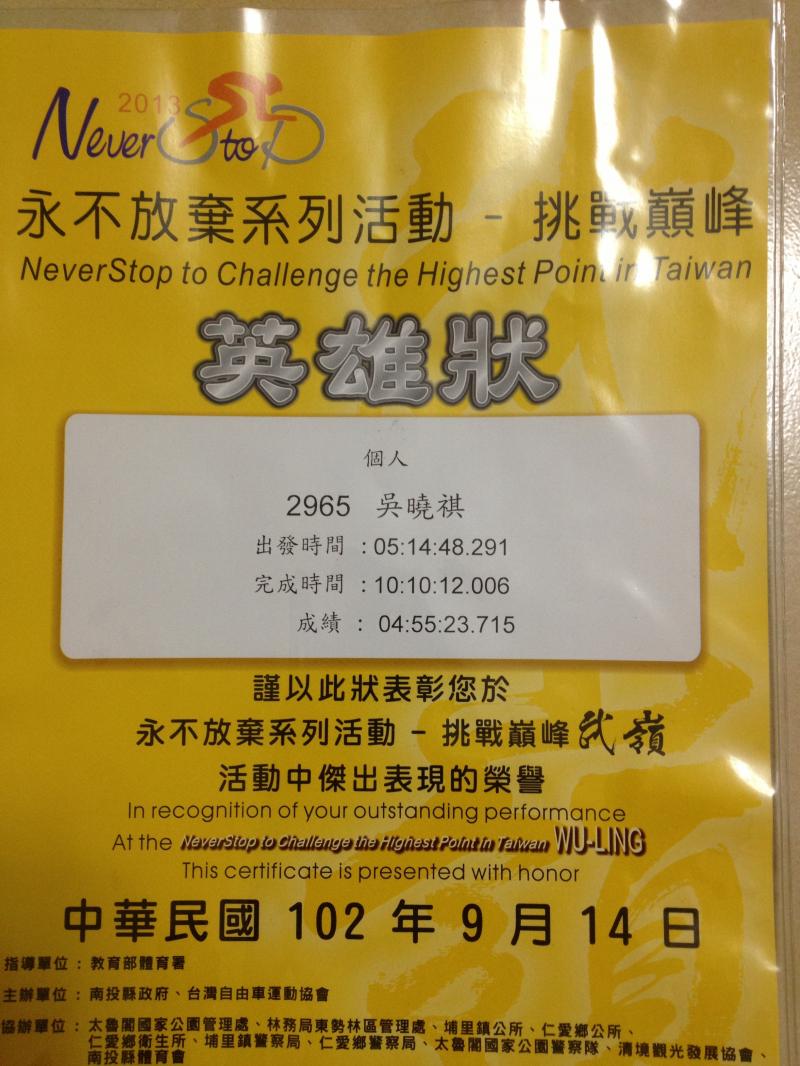 2013
NeverStop
永不放棄系列活動 - 挑戰巔峰
NeverStop to Challenge the Highest Point in Taiwan
英雄狀
個人
2965 吳曉祺
出發時間 : 05:14:48.291
完成時間 : 10:10:12.006
成績 : 04:55:23.715
謹以此狀表彰您於
永不放棄系列活動 - 挑戰巔峰武嶺
活動中傑出表現的榮譽
In recognition of your outstanding performance
At the NeverStop to Challenge the Highest Point in Taiwan WU-LING
This certificate is presented with honor
中華民國 102 年 9 月 14 日
指導單位 : 教育部體育署
主辦單位 : 南投縣政府、台灣自由車運動協會
協辦單位 : 太魯閣國家公園管理處、林務局東勢林區管理處、埔里鎮公所、仁愛鄉公所、
仁愛鄉衛生所、埔里鎮警察局、仁愛鄉警察局、太魯閣國家公園警察隊、清境觀光發展協會、
南投縣體育會